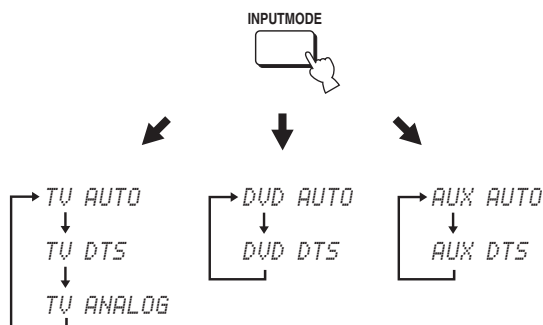 INPUTMODE
TV AUTO
TV DTS
TV ANALOG
DVD AUTO
DVD DTS
AUX AUTO
AUX DTS